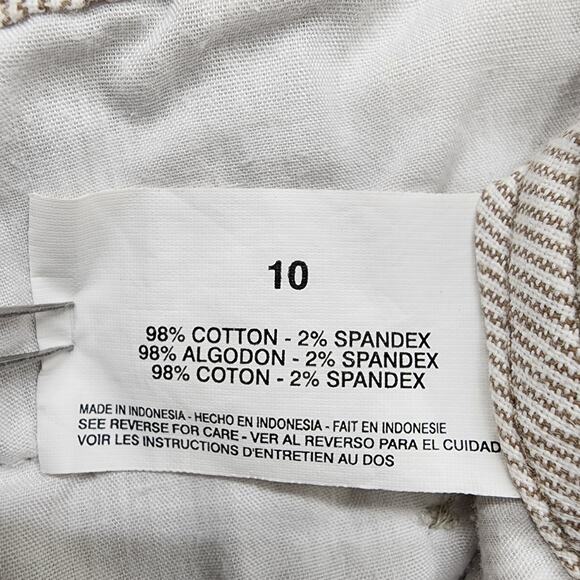 10
98% COTTON - 2% SPANDEX
98% ALGODON - 2% SPANDEX
98% COTON - 2% SPANDEX
MADE IN INDONESIA - HECHO EN INDONESIA - FAIT EN INDONESIE
SEE REVERSE FOR CARE - VER AL REVERSO PARA EL CUIDAD
VOIR LES INSTRUCTIONS D'ENTRETIEN AU DOS